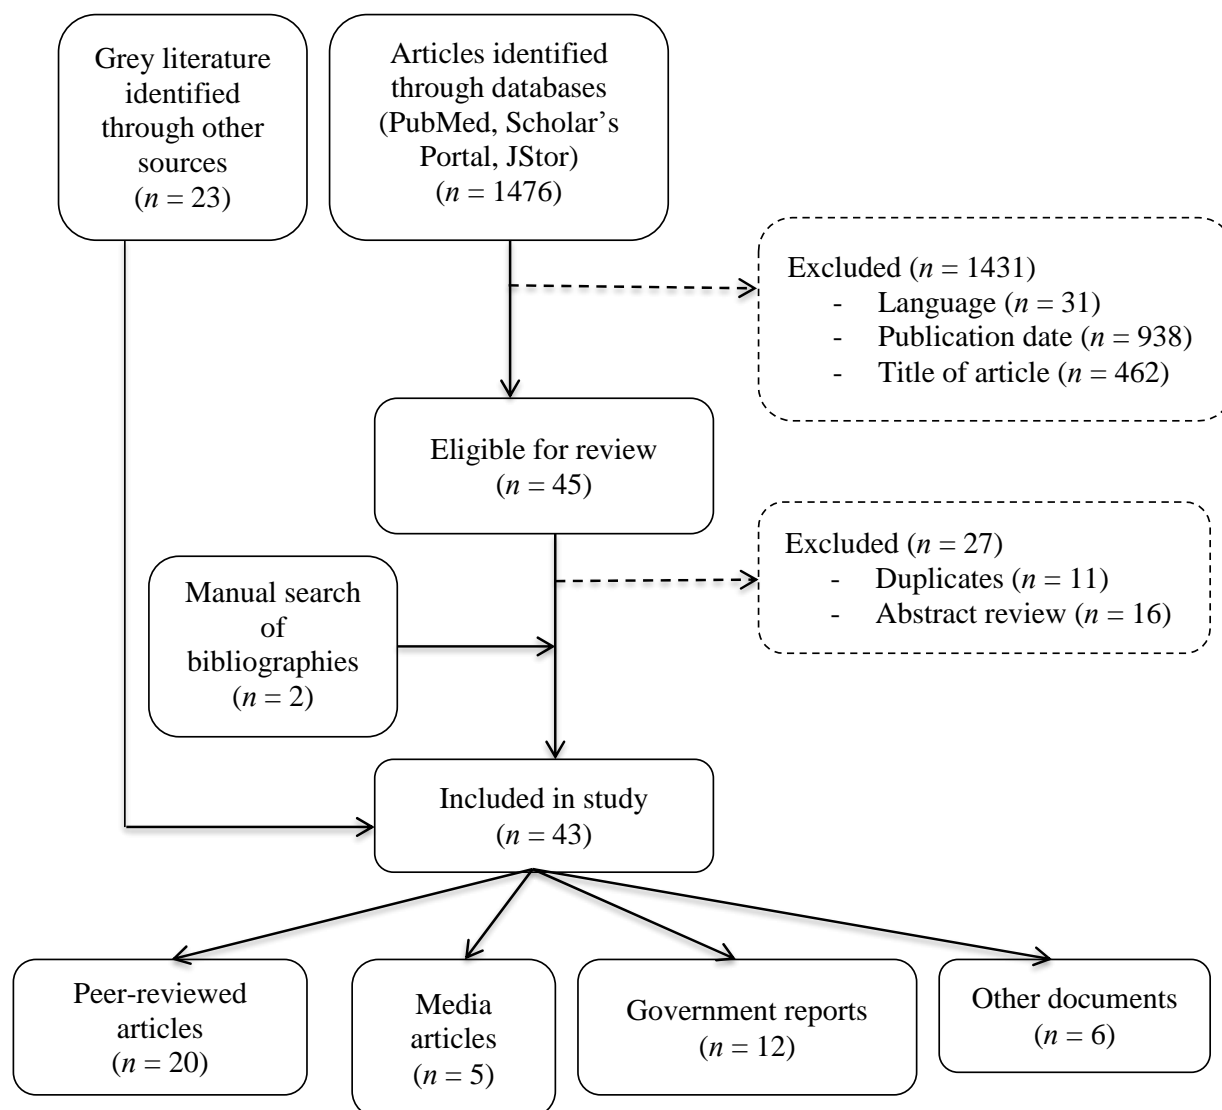 Grey literature
identified
through other
sources
(n = 23)
Articles identified
through databases
(PubMed, Scholar’s
Portal, JStor)
(n = 1476)
Excluded (n = 1431)
- Language (n = 31)
- Publication date (n = 938)
- Title of article (n = 462)
Eligible for review
(n = 45)
Excluded (n = 27)
- Duplicates (n = 11)
- Abstract review (n = 16)
Manual search
of
bibliographies
(n = 2)
Included in study
(n = 43)
Peer-reviewed
articles
(n = 20)
Media
articles
(n = 5)
Government reports
(n = 12)
Other documents
(n = 6)